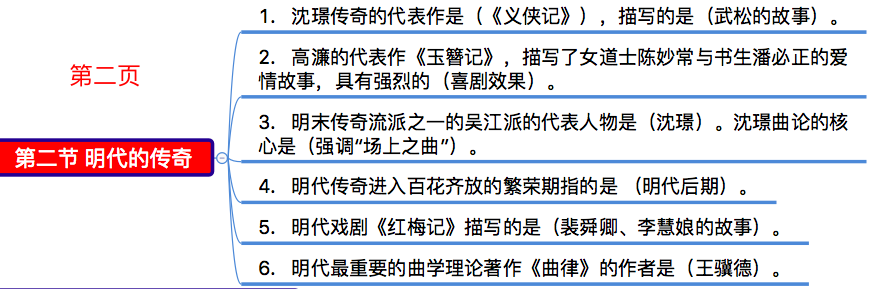 第二页
第二节 明代的传奇
1. 沈璟传奇的代表作是（《义侠记》），描写的是（武松的故事）。
2. 高濂的代表作《玉簪记》，描写了女道士陈妙常与书生潘必正的爱
情故事，具有强烈的（喜剧效果）。
3. 明末传奇流派之一的吴江派的代表人物是（沈璟）。沈璟曲论的核
心是（强调“场上之曲”）。
4. 明代传奇进入百花齐放的繁荣期指的是 （明代后期）。
5. 明代戏剧《红梅记》描写的是（裴舜卿、李慧娘的故事）。
6. 明代最重要的曲学理论著作《曲律》的作者是（王骥德）。